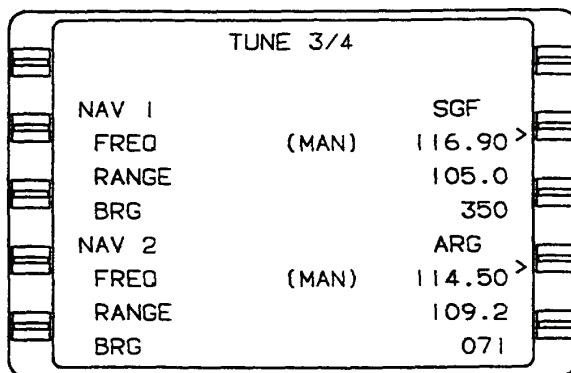 TUNE 3/4
NAV 1 SGF
FREQ (MAN) 116.90 >
RANGE 105.0
BRG 350
NAV 2 ARG
FREQ (MAN) 114.50 >
RANGE 109.2
BRG 071